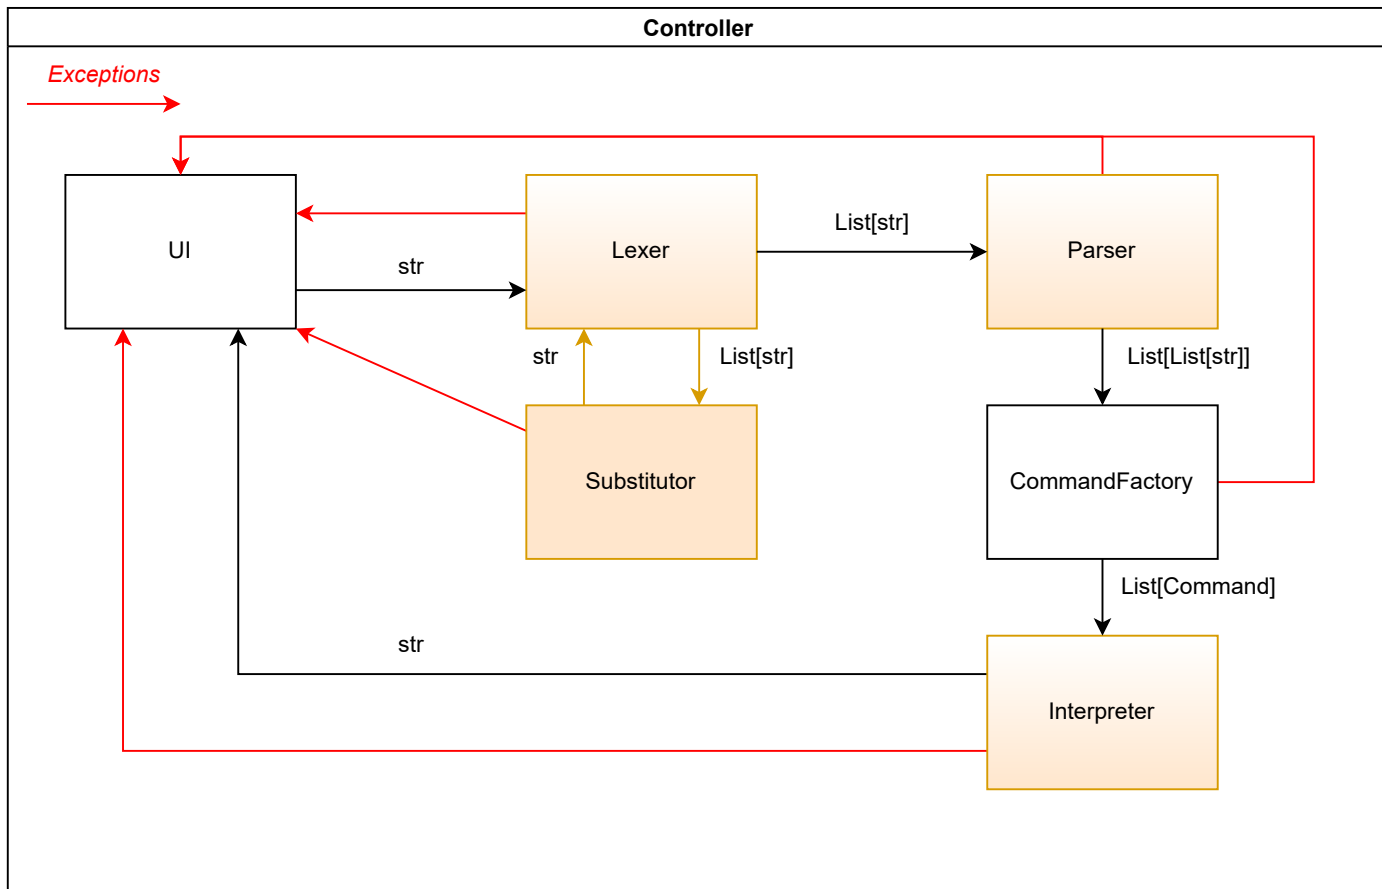 Controller
Exceptions
UI
str
Lexer
List[str]
Parser
str
List[str]
List[List[str]]
Substitutor
CommandFactory
List[Command]
str
Interpreter